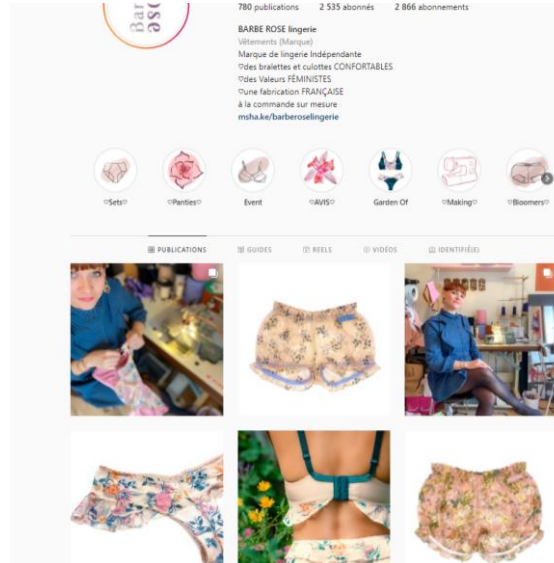 Bar
ose
780 publications 2 535 abonnés 2 866 abonnements
BARBE ROSE lingerie
Vêtements (Marque)
Marque de lingerie Indépendante
♡des bralettes et culottes CONFORTABLES
♡des Valeurs FÉMINISTES
♡une fabrication FRANÇAISE
à la commande sur mesure
msha.ke/barberoselingerie
♡Sets♡ ♡Panties♡ Event ♡AVIS♡ Garden Of ♡Making♡ ♡Bloomers♡
PUBLICATIONS GUIDES REELS VIDÉOS IDENTIFIÉ(E)